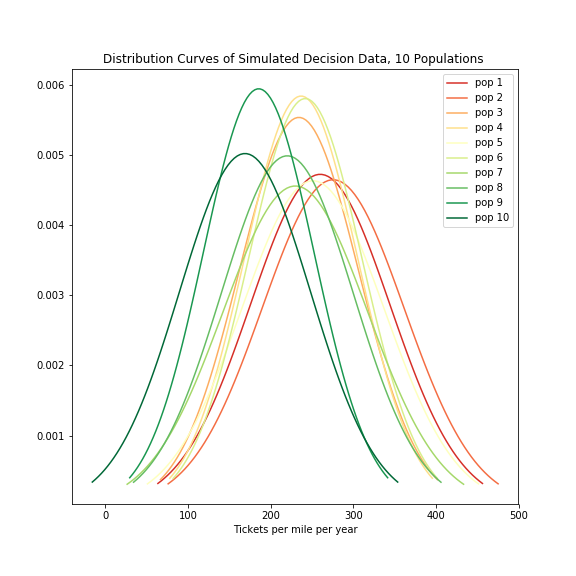 Distribution Curves of Simulated Decision Data, 10 Populations
0.006
0.005
0.004
0.003
0.002
0.001
pop 1
pop 2
pop 3
pop 4
pop 5
pop 6
pop 7
pop 8
pop 9
pop 10
0 100 200 300 400 500
Tickets per mile per year